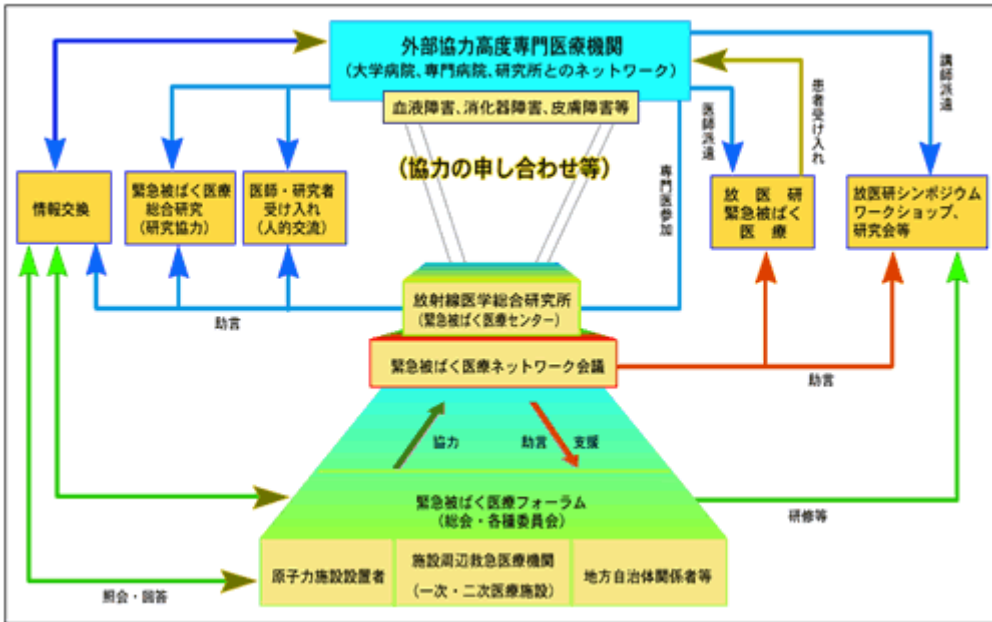 外部協力高度専門医療機関
(大学病院、専門病院、研究所とのネットワーク)
血液障害、消化器障害、皮膚障害等
(協力の申し合わせ等)
医師派遣
患者受け入れ
講師派遣
専門医参加
情報交換
緊急被ばく医療
総合研究
(研究協力)
医師・研究者
受け入れ
(人的交流)
放医研
緊急被ばく
医療
放医研シンポジウム
ワークショップ、
研究会等
放射線医学総合研究所
(緊急被ばく医療センター)
助言
緊急被ばく医療ネットワーク会議
助言
協力
助言
支援
緊急被ばく医療フォーラム
(総会・各種委員会)
研修等
原子力施設設置者
施設周辺救急医療機関
(一次・二次医療施設)
地方自治体関係者等
照会・回答